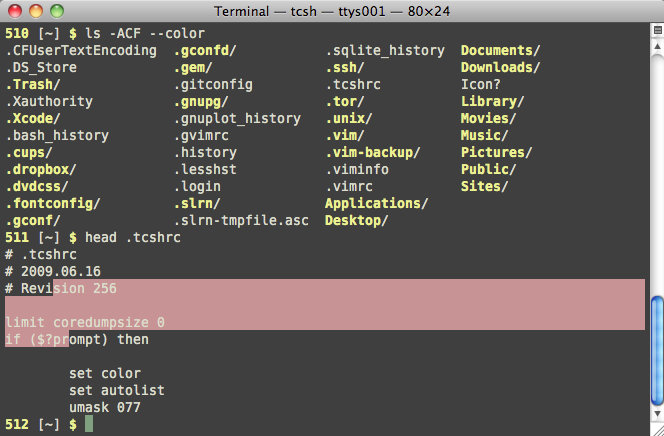 Terminal — tcsh — ttys001 — 80×24
510 [~] $ ls -ACF --color
.CFUserTextEncoding  .gconfd/             .sqlite_history  Documents/
.DS_Store            .gem/                .ssh/            Downloads/
.Trash/              .gitconfig           .tcshrc          Icon?
.Xauthority          .gnupg/              .tor/            Library/
.Xcode/              .gnuplot_history     .unix/           Movies/
.bash_history        .gvimrc              .vim/            Music/
.cups/               .history             .vim-backup/     Pictures/
.dropbox/            .lesshst             .viminfo         Public/
.dvdcss/             .login               .vimrc           Sites/
.fontconfig/         .slrn/               Applications/
.gconf/              .slrn-tmpfile.asc    Desktop/
511 [~] $ head .tcshrc
# .tcshrc
# 2009.06.16
# Revision 256
limit coredumpsize 0
if ($?prompt) then
        set color
        set autolist
        umask 077
512 [~] $